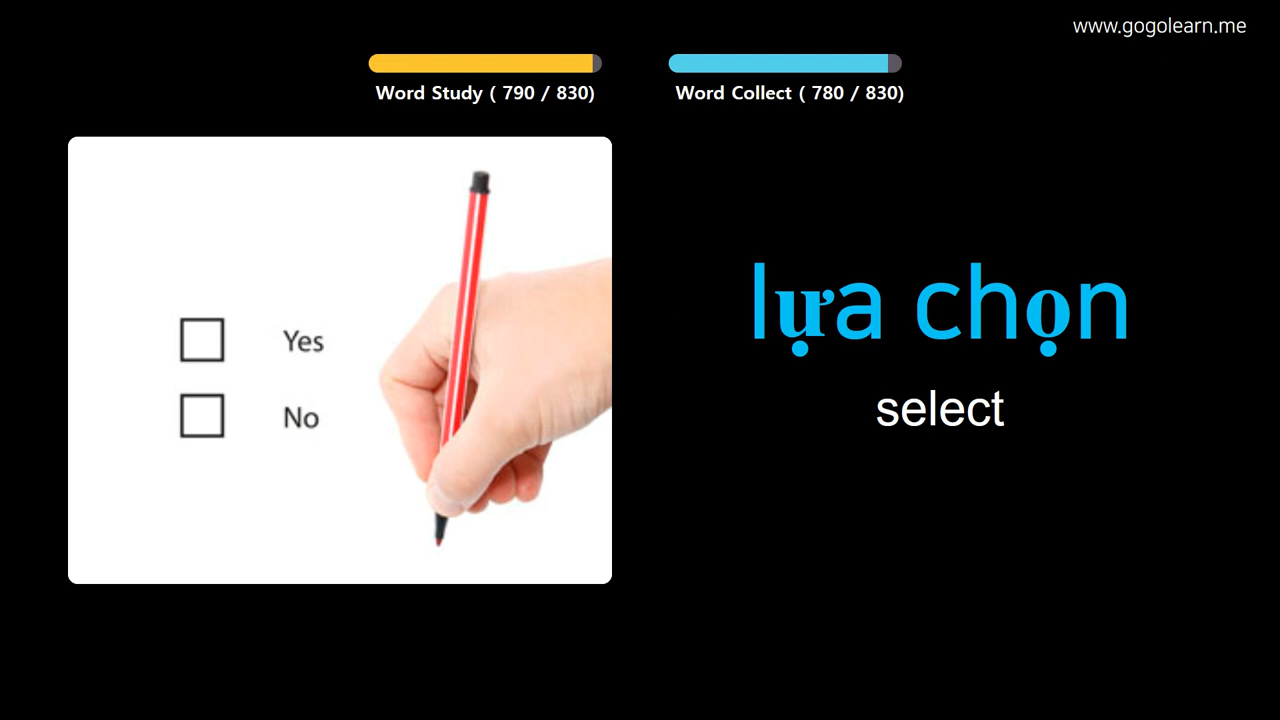 www.gogolearn.me
Word Study ( 790 / 830)
Word Collect ( 780 / 830)
Yes
No
lựa chọn
select